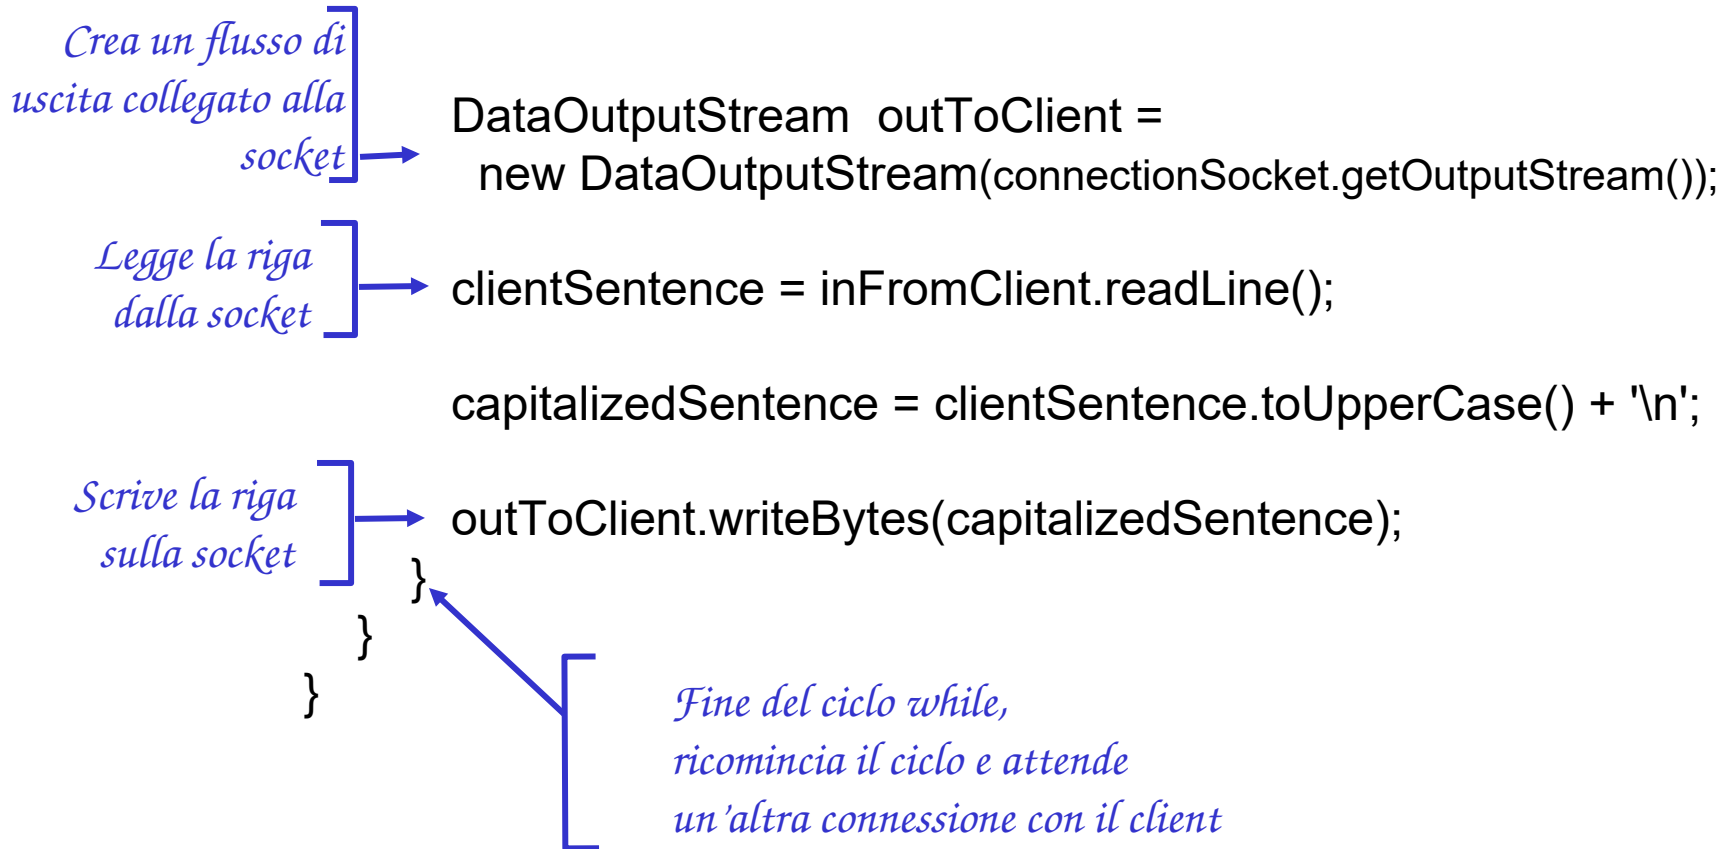 Crea un flusso di
uscita collegato alla
socket
DataOutputStream outToClient =
new DataOutputStream(connectionSocket.getOutputStream());
Legge la riga
dalla socket
clientSentence = inFromClient.readLine();
capitalizedSentence = clientSentence.toUpperCase() + '\n';
Scrive la riga
sulla socket
outToClient.writeBytes(capitalizedSentence);
}
}
}
Fine del ciclo while,
ricomincia il ciclo e attende
un'altra connessione con il client